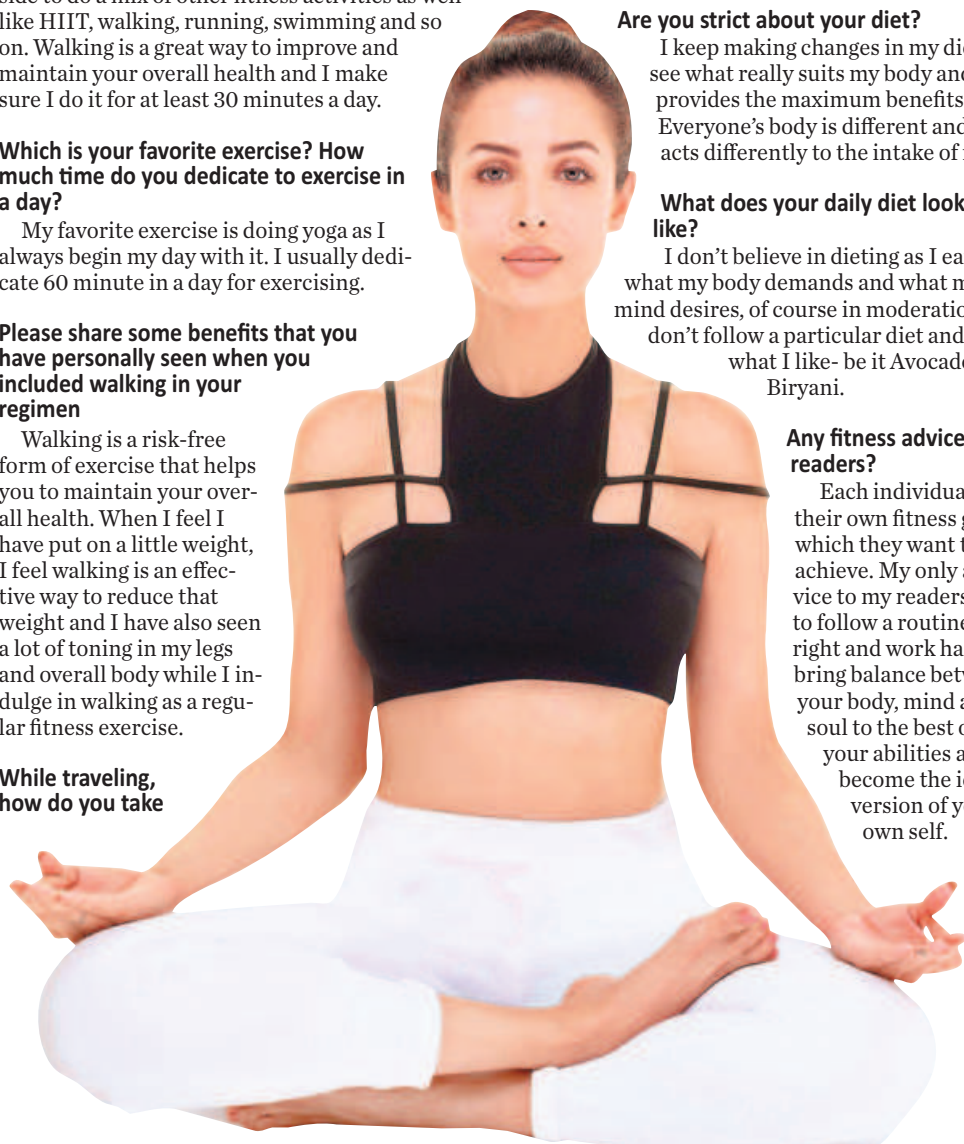 like HIIT, walking, running, swimming and so
on. Walking is a great way to improve and
maintain your overall health and I make
sure I do it for at least 30 minutes a day.
Which is your favorite exercise? How
much time do you dedicate to exercise in
a day?
My favorite exercise is doing yoga as I
always begin my day with it. I usually dedi-
cate 60 minute in a day for exercising.
Please share some benefits that you
have personally seen when you
included walking in your
regimen
Walking is a risk-free
form of exercise that helps
you to maintain your over-
all health. When I feel I
have put on a little weight,
I feel walking is an effec-
tive way to reduce that
weight and I have also seen
a lot of toning in my legs
and overall body while I in-
dulge in walking as a regu-
lar fitness exercise.
While traveling,
how do you take
Are you strict about your diet?
I keep making changes in my
see what really suits my body and
provides the maximum benefits
Everyone's body is different and
acts differently to the intake of
What does your daily diet look
like?
I don't believe in dieting as I
what my body demands and what
mind desires, of course in
don't follow a particular diet and
what I like- be it
Biryani.
Any fitness advice
readers?
Each
their own fitness
which they want
achieve. My only
vice to my readers
to follow a routine
right and work
bring balance
your body, mind
soul to the best
your abilities
become the
version of
own self.